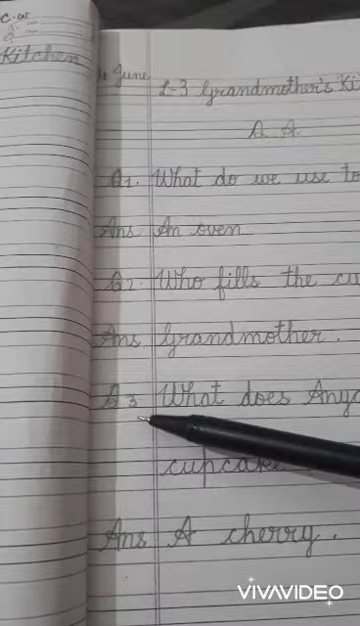 C.W
Kitchen
June
L-3 Grandmother's Ki
Q A
Q1. What do we use to
Ans An oven
Q2. Who fills the cu
Ans Grandmother.
Q3. What does Anya
cupcake
Ans A cherry.
VIVAVIDEO